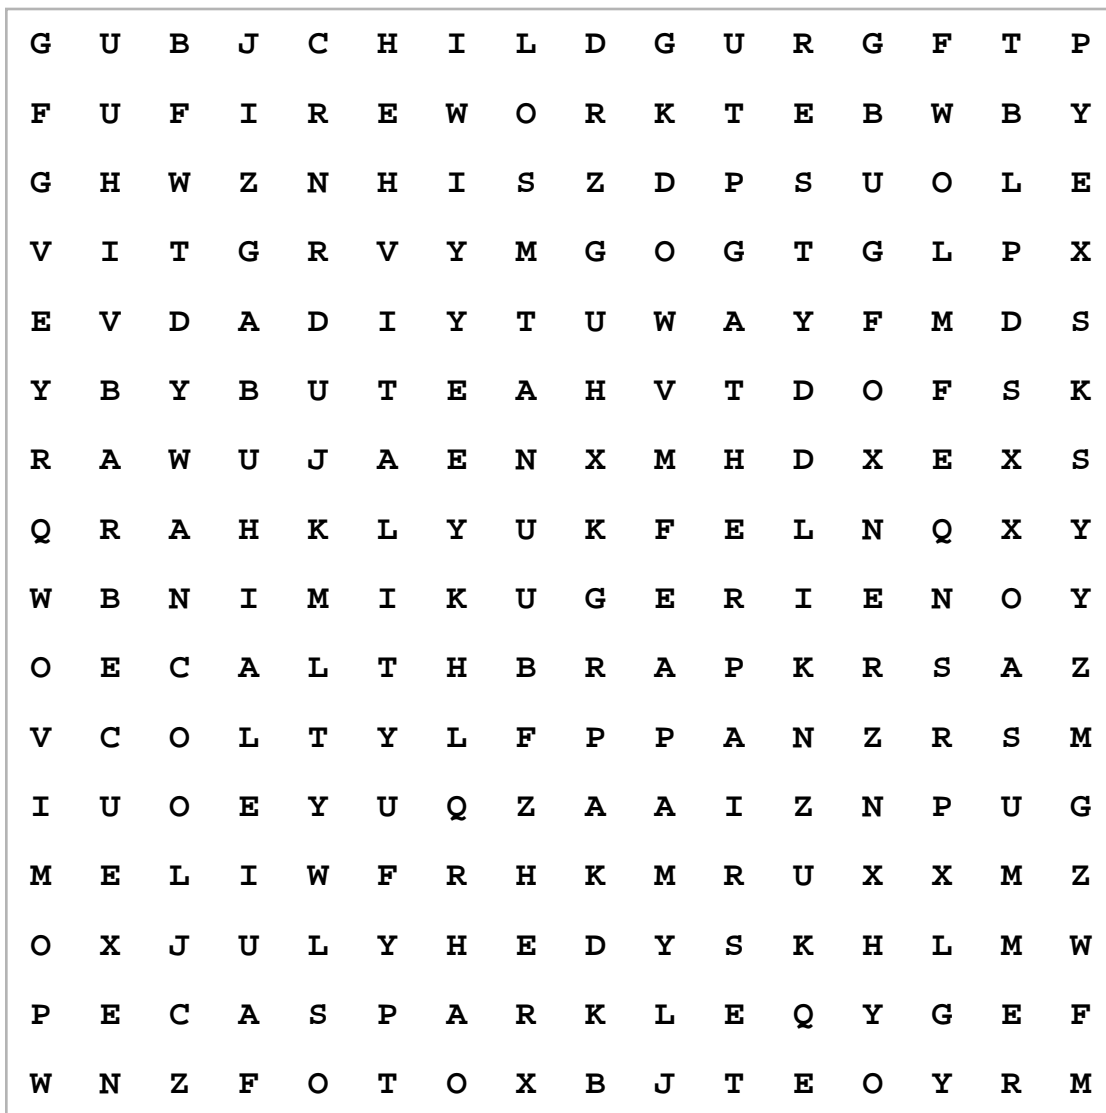 G U B J C H I L D G U R G F T P
F U F I R E W O R K T E B W B Y
G H W Z N H I S Z D P S U O L E
V I T G R V Y M G O G T G L P X
E V D A D I Y T U W A Y F M D S
Y B Y B U T E A H V T D O F S K
R A W U J A E N X M H D X E X S
Q R A H K L Y U K F E L N Q X Y
W B N I M I K U G E R I E N O Y
O E C A L T H B R A P K R S A Z
V C O L T Y L F P P A N Z R S M
I U O E Y U Q Z A A I Z N P U G
M E L I W F R H K M R U X X M Z
O X J U L Y H E D Y S K H L M W
P E C A S P A R K L E Q Y G E F
W N Z F O T O X B J T E O Y R M